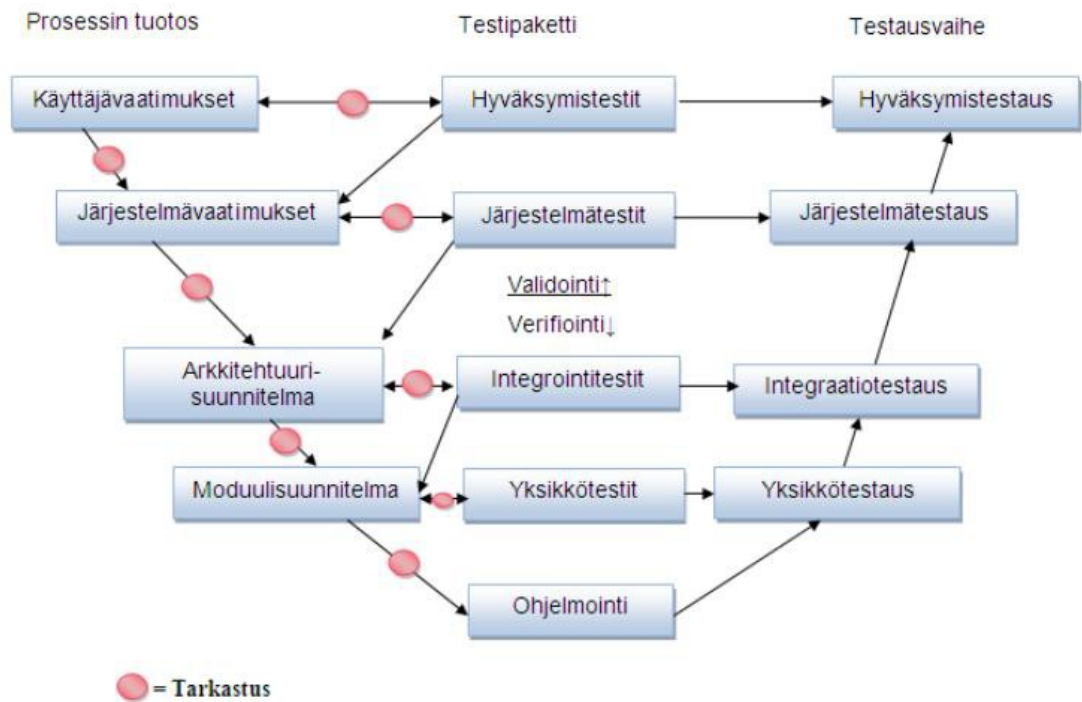 Prosessin tuotos
Testipaketti
Testausvaihe
Käyttäjävaatimukset
Hyväksymistestit
Hyväksymistestaus
Järjestelmävaatimukset
Järjestelmätestit
Järjestelmätestaus
Validointi↑
Verifiointi↓
Arkkitehtuuri-
suunnitelma
Integrointitestit
Integraatiotestaus
Moduulisuunnitelma
Yksikkötestit
Yksikkötestaus
Ohjelmointi
= Tarkastus